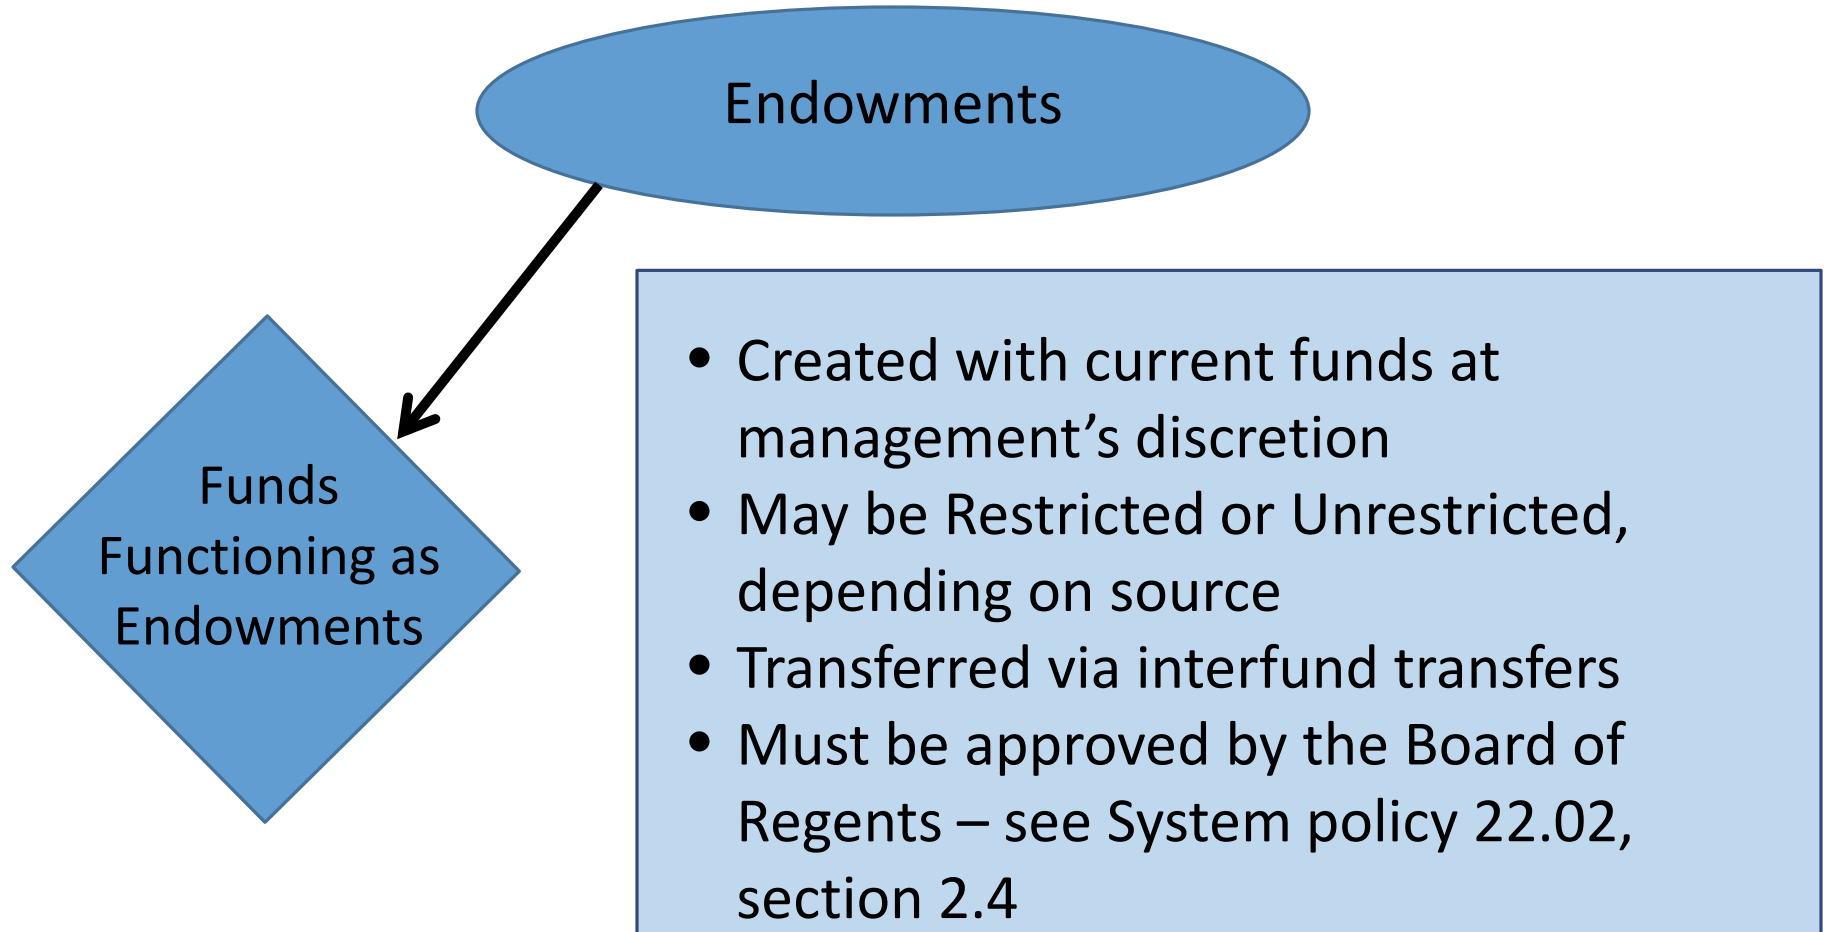 Endowments
Funds
Functioning as
Endowments
• Created with current funds at
management’s discretion
• May be Restricted or Unrestricted,
depending on source
• Transferred via interfund transfers
• Must be approved by the Board of
Regents – see System policy 22.02,
section 2.4